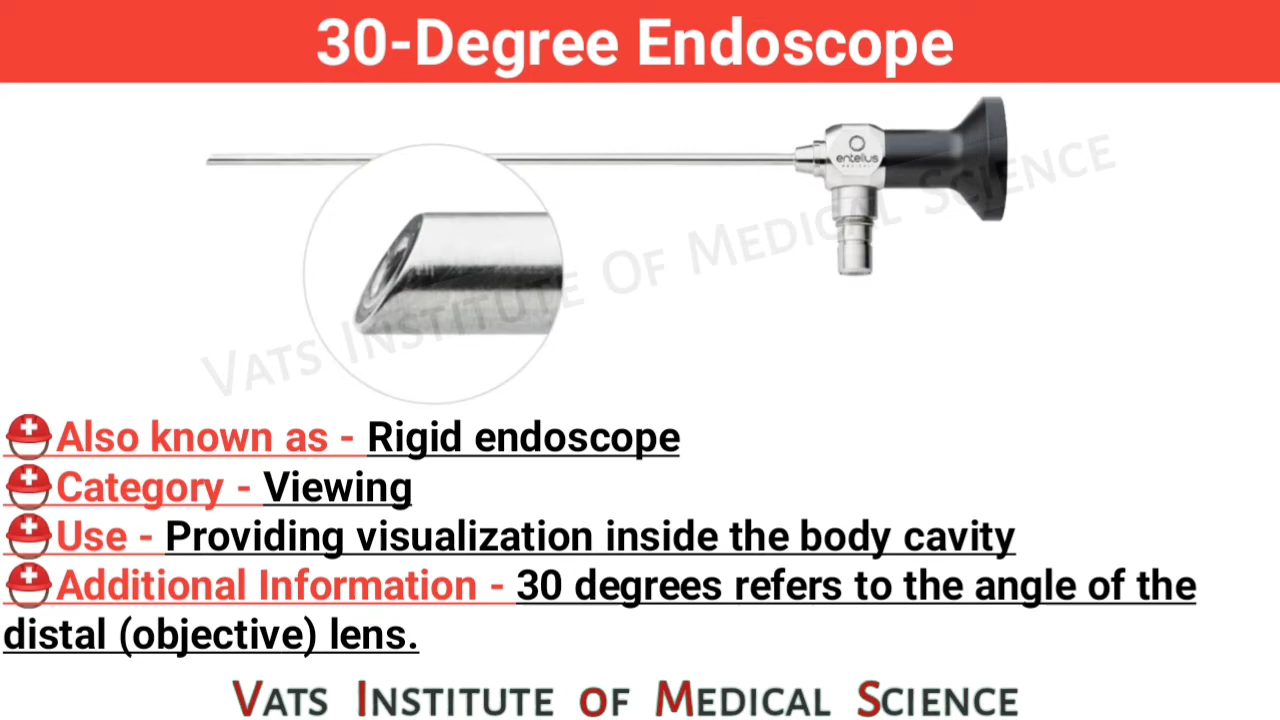 30-Degree Endoscope
entellus
MEDICAL
Vats Institute Of Medical Science
Also known as - Rigid endoscope
Category - Viewing
Use - Providing visualization inside the body cavity
Additional Information - 30 degrees refers to the angle of the
distal (objective) lens.
Vats Institute of Medical Science